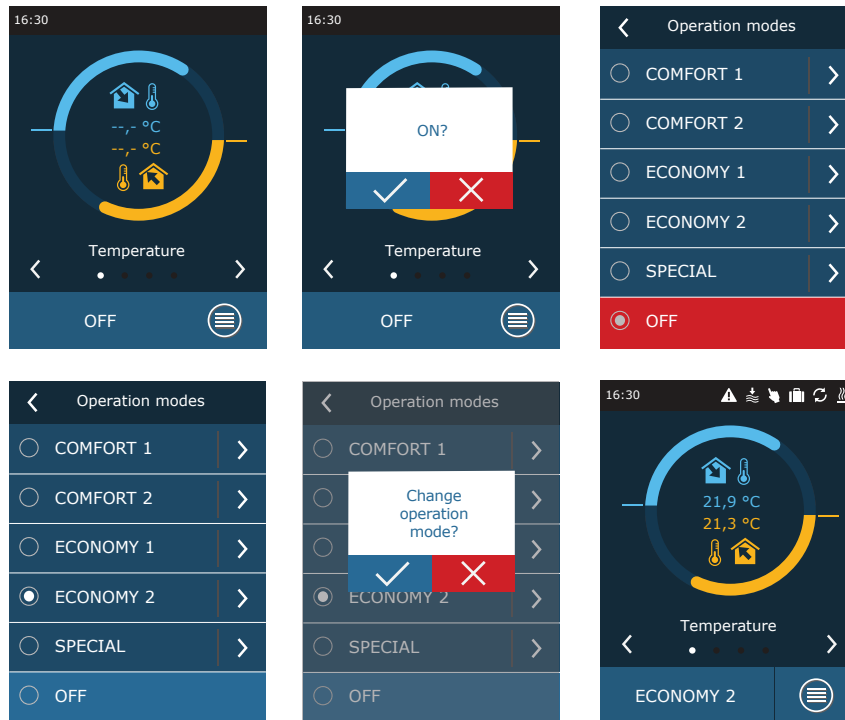 16:30
--,- °C
--,- °C
Temperature
OFF
16:30
ON?
Temperature
OFF
Operation modes
COMFORT 1
COMFORT 2
ECONOMY 1
ECONOMY 2
SPECIAL
OFF
Operation modes
COMFORT 1
COMFORT 2
ECONOMY 1
ECONOMY 2
SPECIAL
OFF
Operation modes
COMFORT 1
Change
operation
mode?
ECONOMY 2
SPECIAL
OFF
16:30
21,9 °C
21,3 °C
Temperature
ECONOMY 2